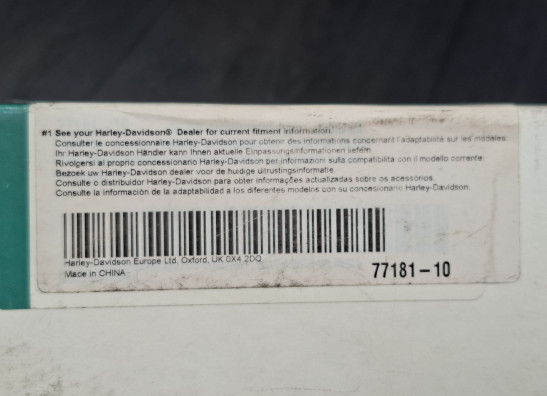 #1 See your Harley-Davidson® Dealer for current fitment information.
Consulter le concessionnaire Harley-Davidson pour obtenir des informations concernant l'adaptabilité sur les modèles.
Ihr Harley-Davidson Händler kann Ihnen aktuelle Einpassungsinformationen liefern.
Rivolgersi al proprio concessionario Harley-Davidson per informazioni sulla compatibilità con il modello corrente.
Bezoek uw Harley-Davidson dealer voor de huidige uitrustingsinformatie.
Consulte o distribuidor Harley-Davidson para obter informações actualizadas sobre os acessórios.
Consulte la información de la adaptabilidad a los diferentes modelos con su concesionario Harley-Davidson.
Harley-Davidson Europe Ltd. Oxford, UK 0X4 2DQ
Made in CHINA
77181-10